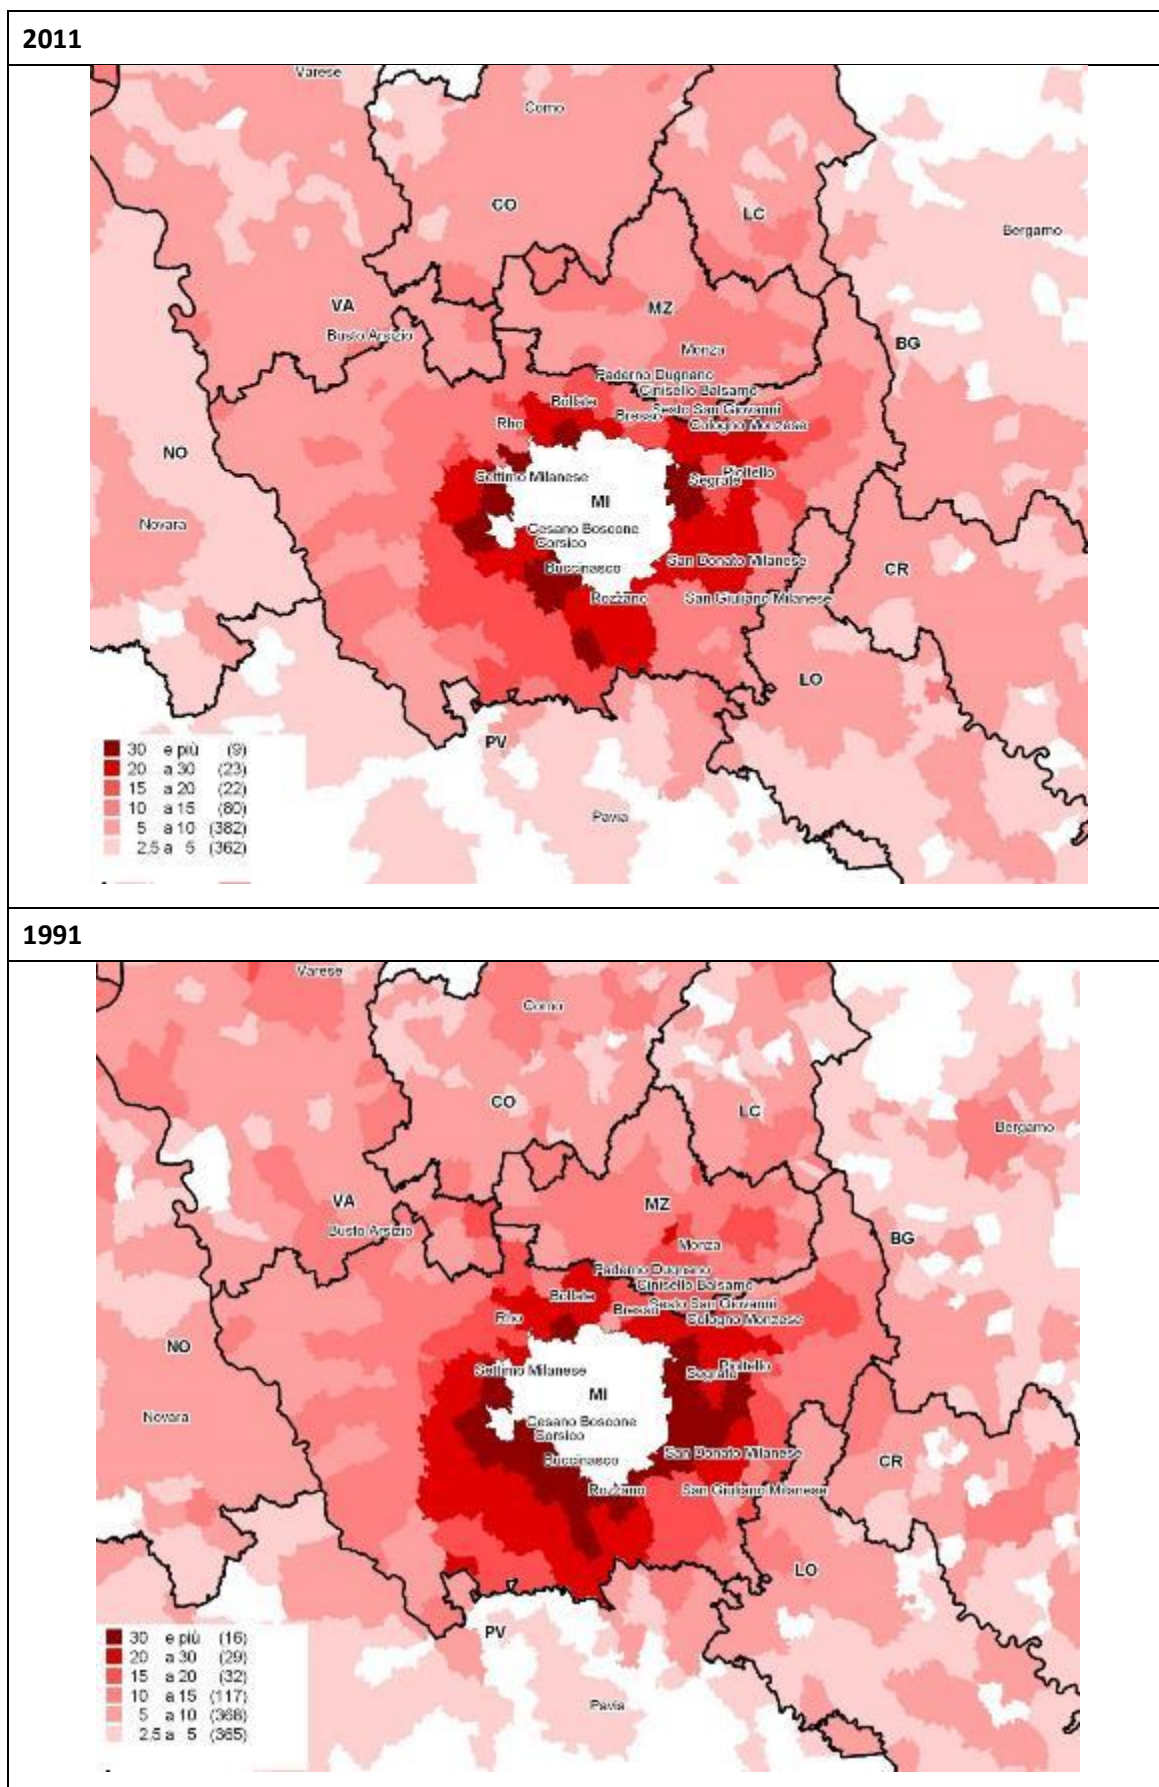 2011
Varese
Como
CO
LC
Bergamo
VA
MZ
Busto Arsizio
BG
Monza
Paderno Dugnano
Cinisello Balsamo
Bollate
Bresso
Sesto San Giovanni
Rho
Cologno Monzese
NO
Settimo Milanese
Pioltello
Segrate
MI
Novara
Cesano Boscone
Corsico
San Donato Milanese
Buccinasco
CR
Rozzano
San Giuliano Milanese
LO
PV
30 e più (9)
20 a 30 (23)
15 a 20 (22)
10 a 15 (80)
5 a 10 (382)
2.5 a 5 (362)
Pavia
1991
Varese
Como
CO
LC
Bergamo
VA
MZ
Busto Arsizio
BG
Monza
Paderno Dugnano
Cinisello Balsamo
Bollate
Bresso
Sesto San Giovanni
Rho
Cologno Monzese
NO
Settimo Milanese
Pioltello
Segrate
MI
Novara
Cesano Boscone
Corsico
San Donato Milanese
Buccinasco
CR
Rozzano
San Giuliano Milanese
LO
PV
30 e più (16)
20 a 30 (29)
15 a 20 (32)
10 a 15 (117)
5 a 10 (368)
2.5 a 5 (365)
Pavia